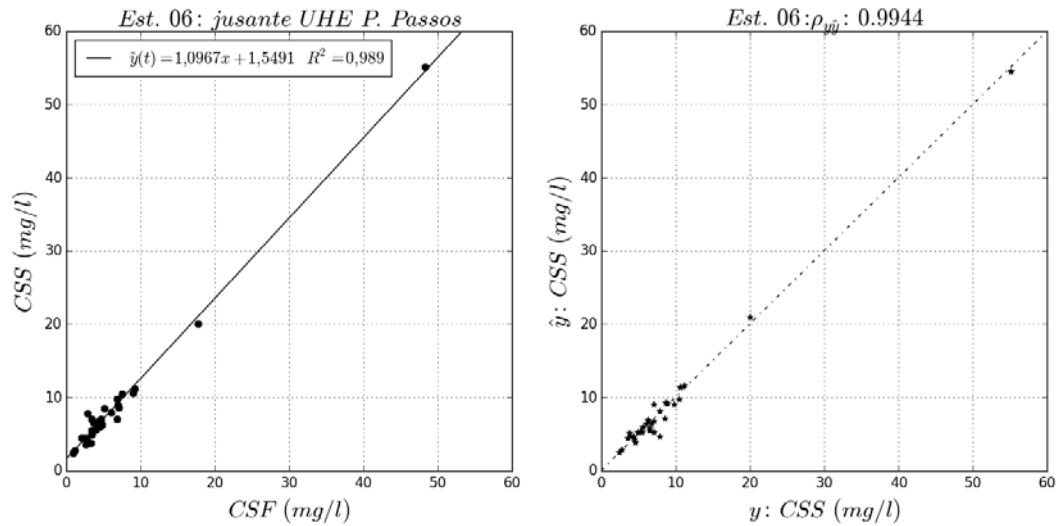 Est. 06: jusante UHE P. Passos
ŷ(t) =1,0967x + 1,5491 R² =0,989
60
50
40
30
20
10
0
CSS (mg/l)
0 10 20 30 40 50 60
CSF (mg/l)
Est. 06:ρyŷ: 0.9944
60
50
40
30
20
10
0
ŷ: CSS (mg/l)
0 10 20 30 40 50 60
y: CSS (mg/l)